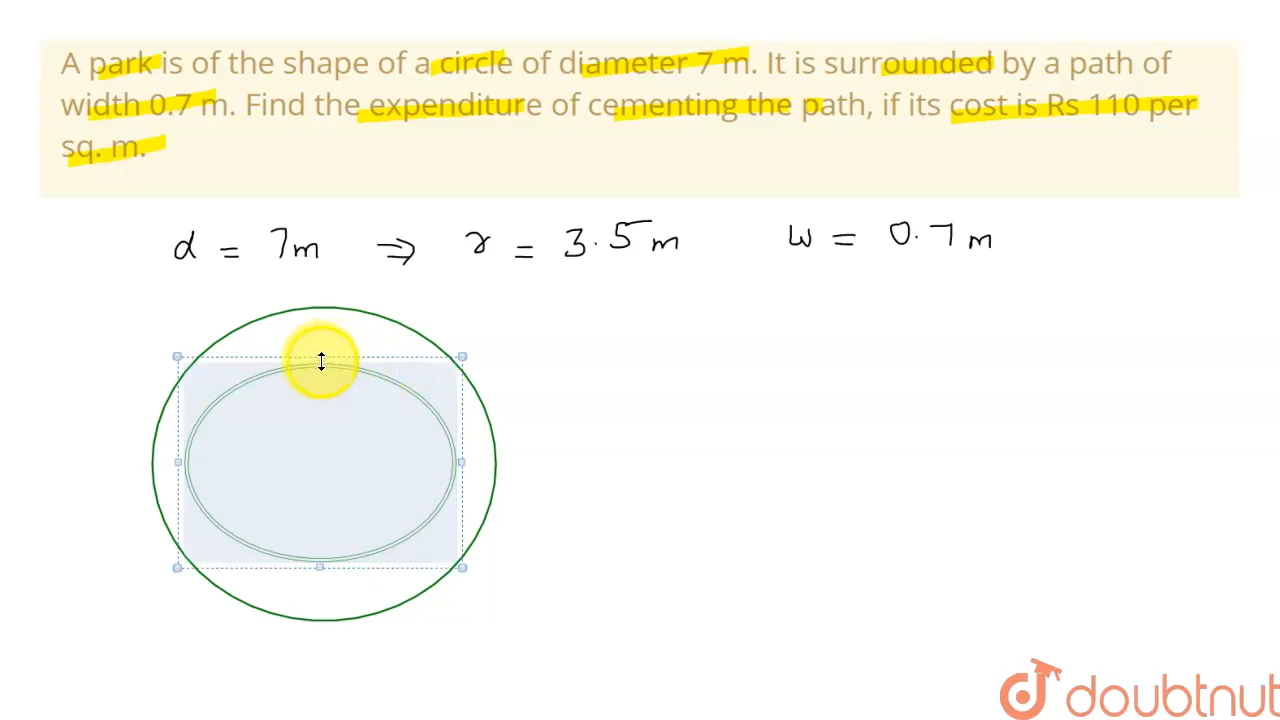 A park is of the shape of a circle of diameter 7 m. It is surrounded by a path of
width 0.7 m. Find the expenditure of cementing the path, if its cost is Rs 110 per
sq. m.
d = 7m ⇒ r = 3.5 m w = 0.7 m
doubtnut